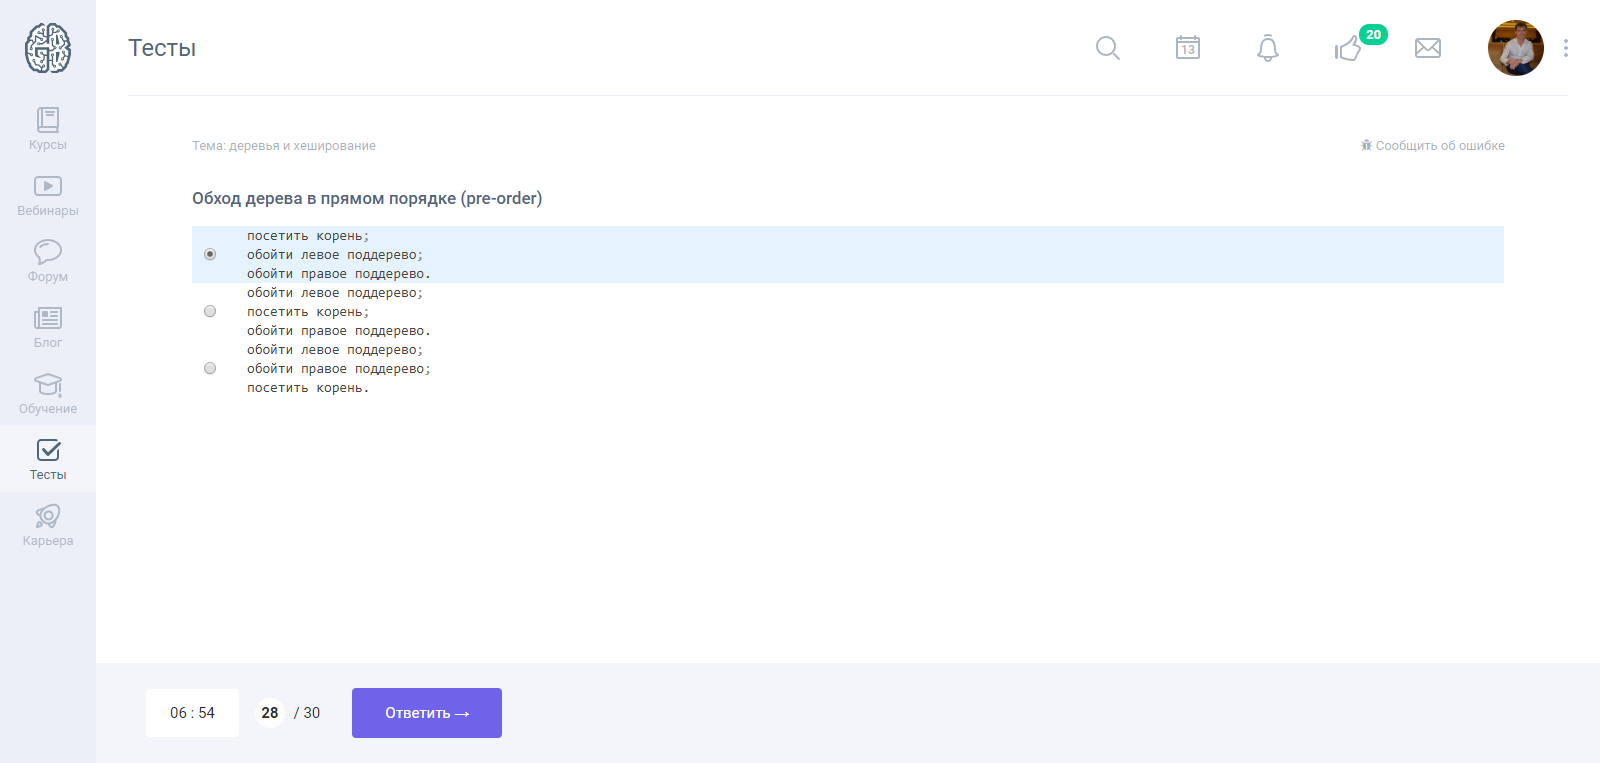 Тесты
13
20
Курсы
Вебинары
Форум
Блог
Обучение
Тесты
Карьера
Тема: деревья и хеширование
Сообщить об ошибке
Обход дерева в прямом порядке (pre-order)
посетить корень;
обойти левое поддерево;
обойти правое поддерево.
обойти левое поддерево;
посетить корень;
обойти правое поддерево.
обойти левое поддерево;
обойти правое поддерево;
посетить корень.
06 : 54
28 / 30
Ответить →